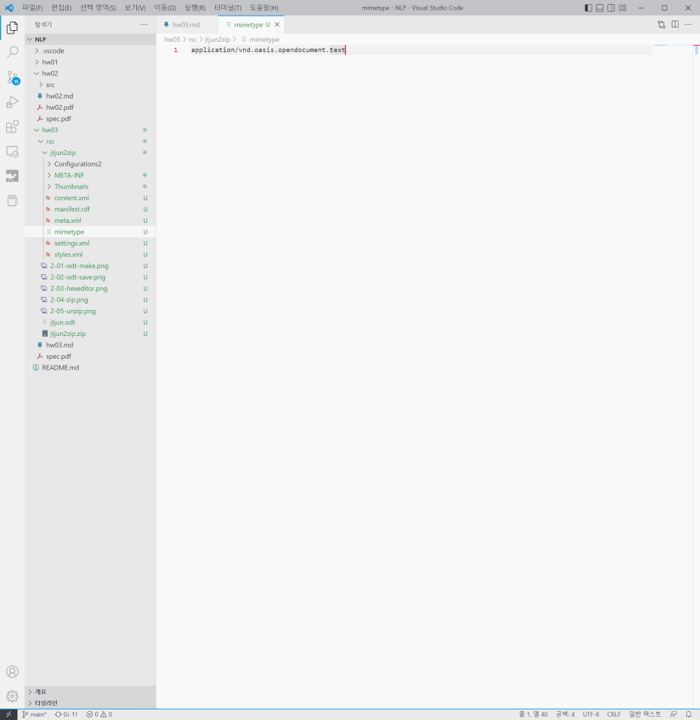 파일(F) 편집(E) 선택 영역(S) 보기(V) 이동(G) 실행(R) 터미널(T) 도움말(H)
mimetype - NLP - Visual Studio Code
탐색기
NLP
.vscode
hw01
hw02
src
hw02.md
hw02.pdf
spec.pdf
hw03
rsc
jtjun2zip
Configurations2
META-INF
Thumbnails
content.xml U
manifest.rdf U
meta.xml U
mimetype U
settings.xml U
styles.xml U
2-01-odt-make.png U
2-02-odt-save.png U
2-03-hexeditor.png U
2-04-zip.png U
2-05-unzip.png U
jtjun.odt U
jtjun2zip.zip U
hw03.md
spec.pdf
README.md
개요
타임라인
hw03.md
mimetype U
hw03 > rsc > jtjun2zip > mimetype
1 application/vnd.oasis.opendocument.text
main*
0↓ 1↑
0 0
줄 1, 열 40
공백: 4
UTF-8
CRLF
일반 텍스트